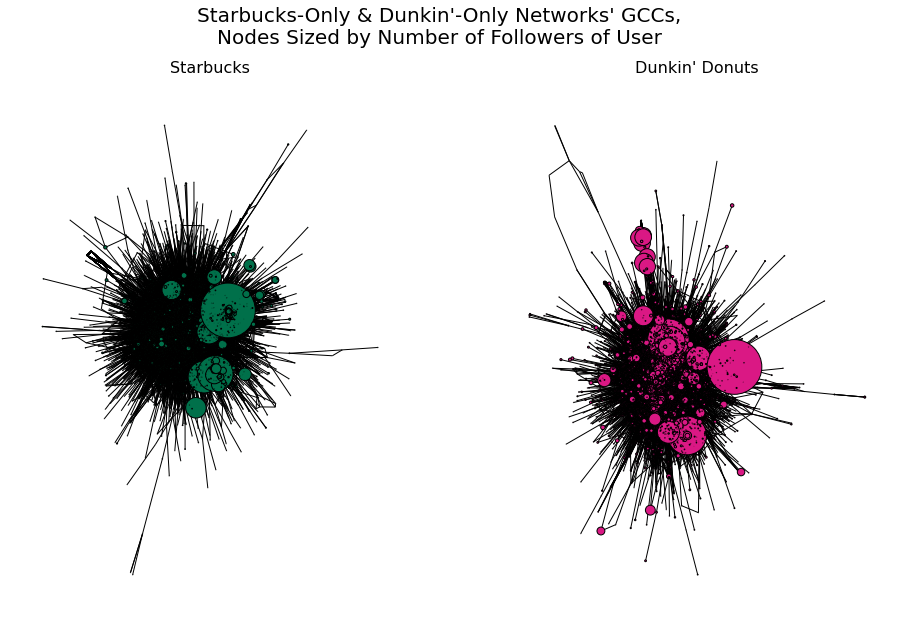 Starbucks-Only & Dunkin'-Only Networks' GCCs,
Nodes Sized by Number of Followers of User
Starbucks
Dunkin' Donuts